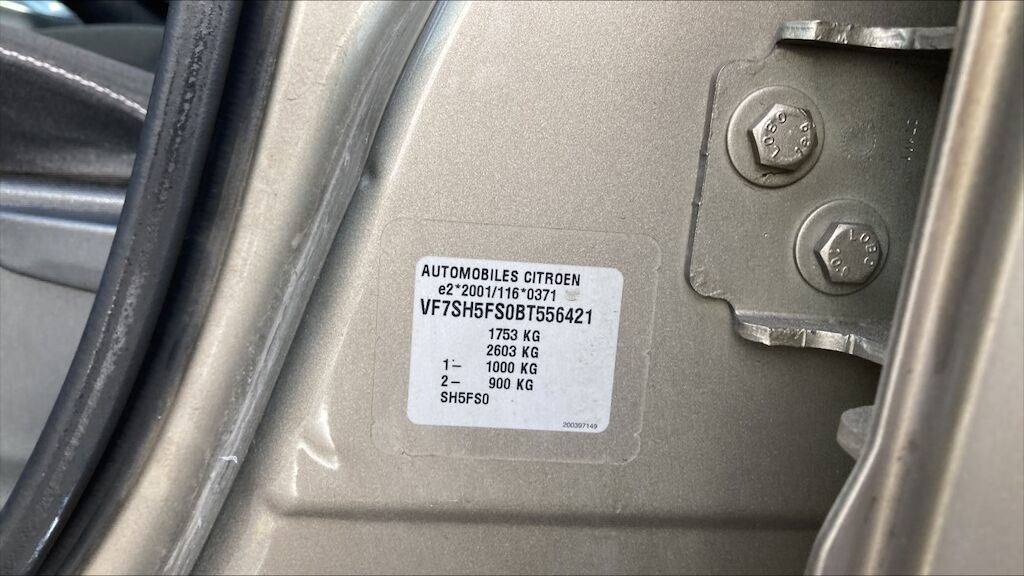 AUTOMOBILES CITROEN
e2*2001/116*0371
VF7SH5FS0BT556421
1753 KG
2603 KG
1– 1000 KG
2– 900 KG
SH5FS0
200397149